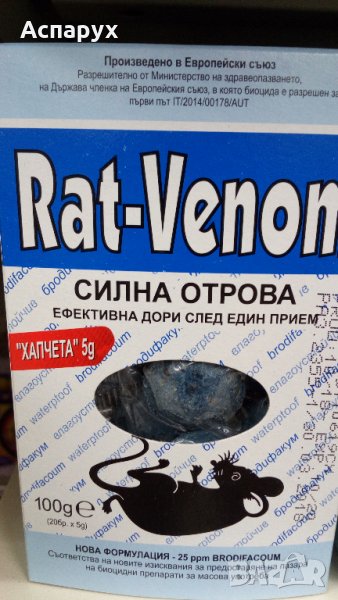 Аспарух
Произведено в Европейски съюз
Разрешително от Министерство на здравеопазването,
на Държава членка на Европейския съюз, в която биоцида е разрешен за
първи път IT/2014/00178/AUT
Rat-Venom
СИЛНА ОТРОВА
ЕФЕКТИВНА ДОРИ СЛЕД ЕДИН ПРИЕМ
"ХАПЧЕТА" 5g
бродифакум
brodifacoum
waterproof
влагоустойчив
100g e
(20бр. x 5g)
НОВА ФОРМУЛАЦИЯ - 25 ppm BRODIFACOUM
Съответства на новите изисквания за предоставяне на пазара
на биоцидни препарати за масова употреба
BAZAR